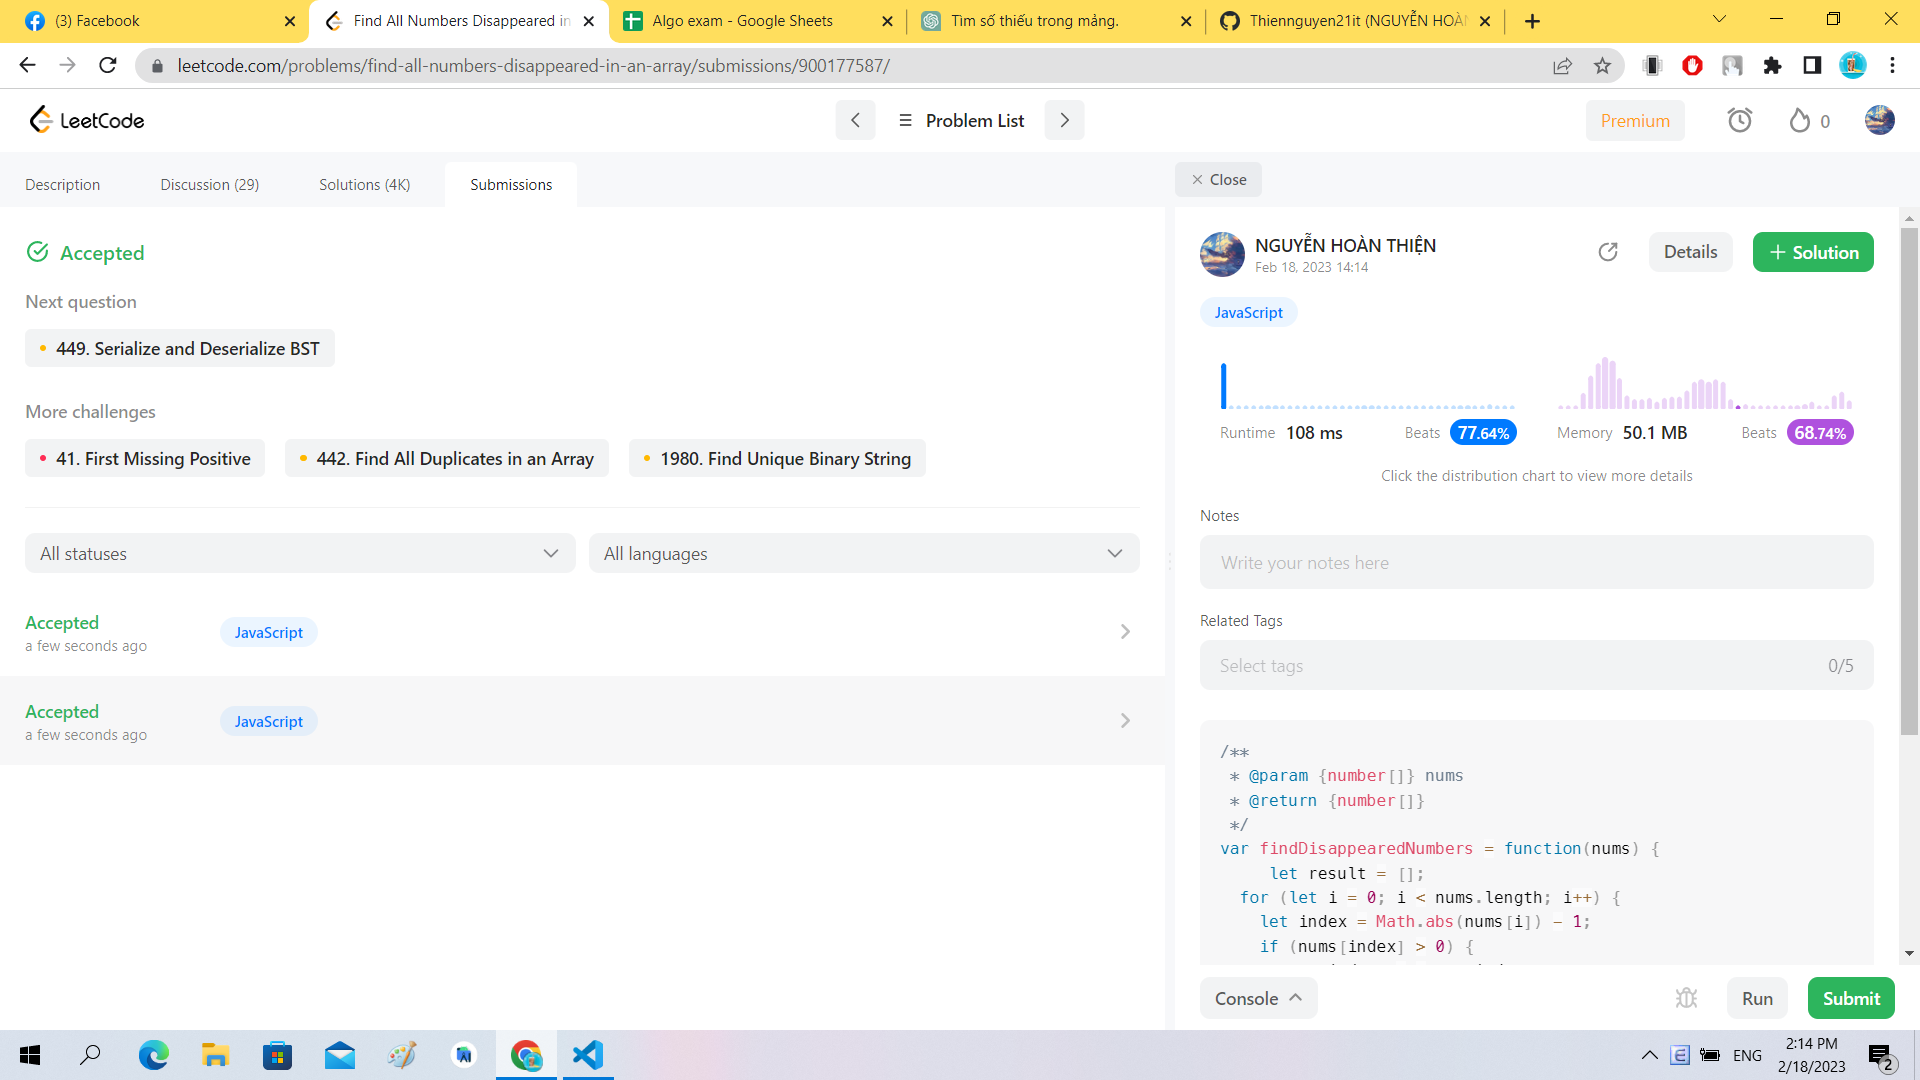 (3) Facebook
Find All Numbers Disappeared in
Algo exam - Google Sheets
Tìm số thiếu trong mảng.
Thiennguyen21it (NGUYỄN HOÀN
leetcode.com/problems/find-all-numbers-disappeared-in-an-array/submissions/900177587/
LeetCode
Problem List
Premium
0
Description
Discussion (29)
Solutions (4K)
Submissions
Close
Accepted
Next question
449. Serialize and Deserialize BST
More challenges
41. First Missing Positive
442. Find All Duplicates in an Array
1980. Find Unique Binary String
All statuses
All languages
Accepted
a few seconds ago
JavaScript
Accepted
a few seconds ago
JavaScript
NGUYỄN HOÀN THIỆN
Feb 18, 2023 14:14
Details
+ Solution
JavaScript
Runtime 108 ms
Beats 77.64%
Memory 50.1 MB
Beats 68.74%
Click the distribution chart to view more details
Notes
Write your notes here
Related Tags
Select tags
0/5
/**
 * @param {number[]} nums
 * @return {number[]}
 */
var findDisappearedNumbers = function(nums) {
let result = [];
for (let i = 0; i < nums.length; i++) {
let index = Math.abs(nums[i]) - 1;
if (nums[index] > 0) {
Console
Run
Submit
ENG
2:14 PM
2/18/2023
2